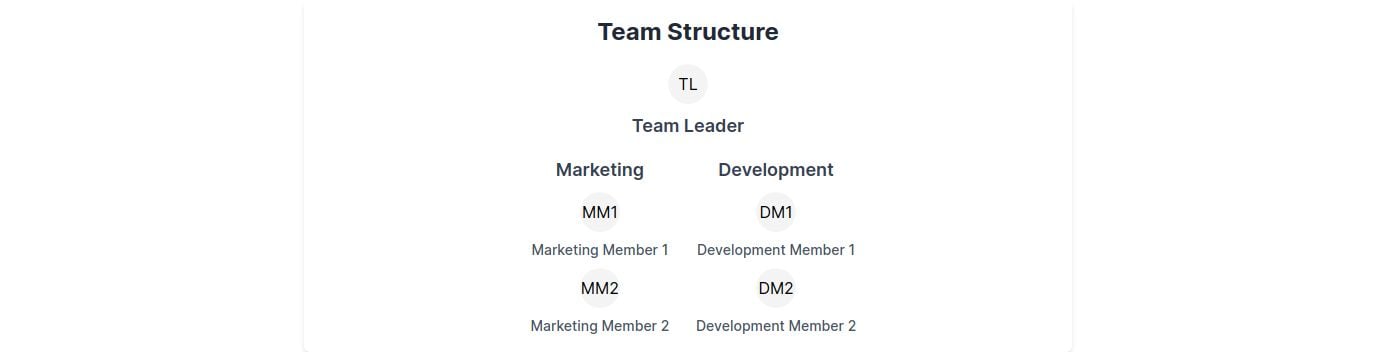 Team Structure
TL
Team Leader
Marketing
MM1
Marketing Member 1
MM2
Marketing Member 2
Development
DM1
Development Member 1
DM2
Development Member 2